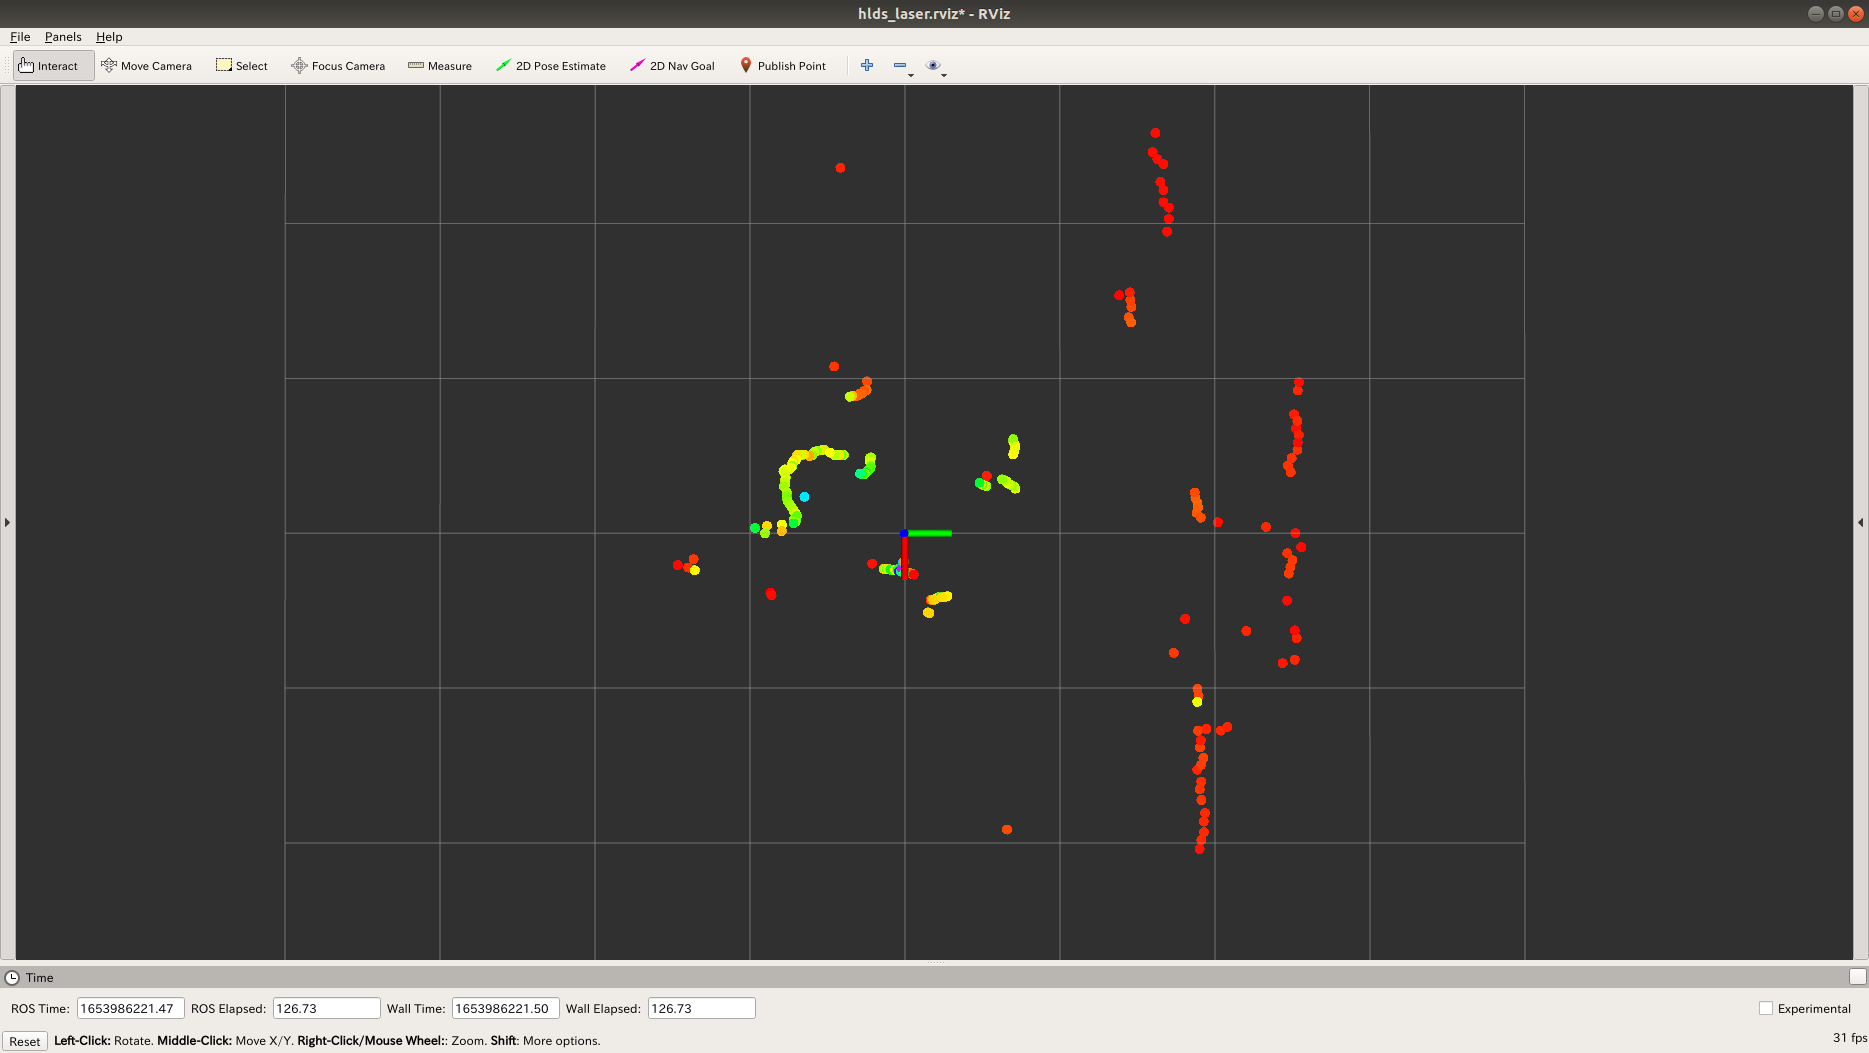 hlds_laser.rviz* - RViz
File Panels Help
Interact Move Camera Select Focus Camera Measure 2D Pose Estimate 2D Nav Goal Publish Point
Time
ROS Time: 1653986221.47 ROS Elapsed: 126.73 Wall Time: 1653986221.50 Wall Elapsed: 126.73 Experimental
Reset Left-Click: Rotate. Middle-Click: Move X/Y. Right-Click/Mouse Wheel:: Zoom. Shift: More options. 31 fps